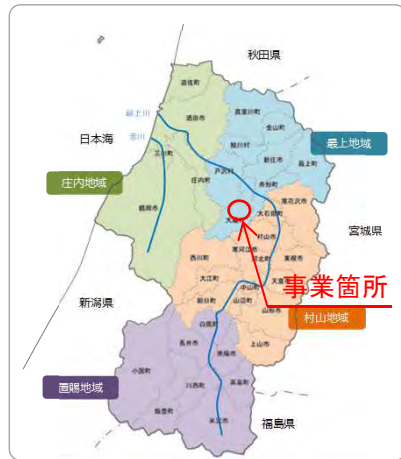 秋田県
遊佐町
真室川町
最上川
酒田市
金山町
赤川
鮭川村
日本海
最上地域
三川町
新庄市
最上町
戸沢村
庄内町
舟形町
庄内地域
尾花沢市
鶴岡市
大石田町
大蔵村
宮城県
村山市
西川町
寒河江市
河北町
東根市
大江町
天童市
事業箇所
中山町
新潟県
朝日町
山辺町
山形市
村山地域
白鷹町
上山市
長井市
南陽市
小国町
置賜地域
高畠町
川西町
飯豊町
米沢市
福島県